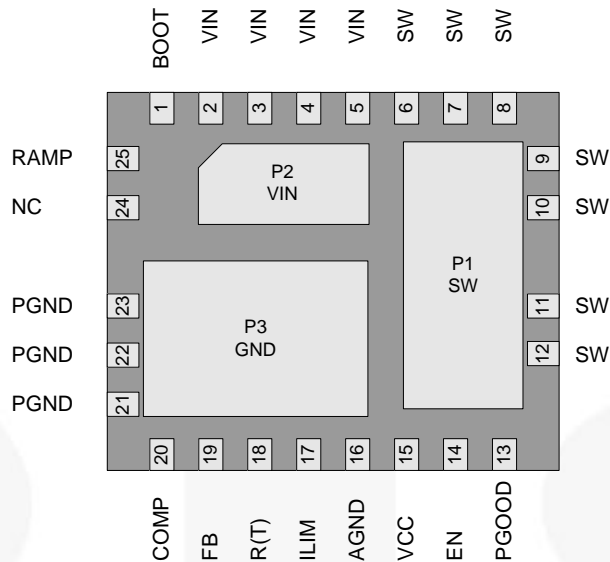 BOOT
VIN
VIN
VIN
VIN
SW
SW
SW
1
2
3
4
5
6
7
8
RAMP
25
P2
VIN
9
SW
NC
24
10
SW
P1
SW
PGND
23
P3
GND
11
SW
PGND
22
12
SW
PGND
21
20
19
18
17
16
15
14
13
COMP
FB
R(T)
ILIM
AGND
VCC
EN
PGOOD